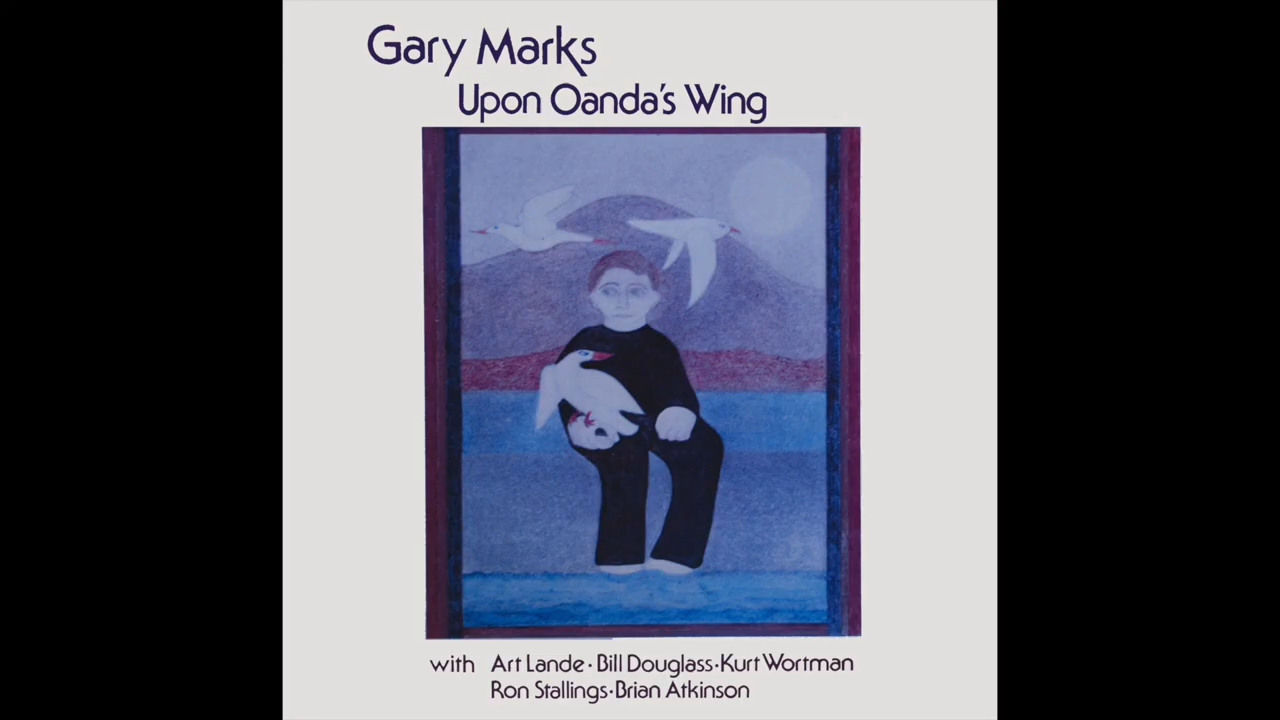 Gary Marks
Upon Oanda's Wing
with Art Lande · Bill Douglass · Kurt Wortman
Ron Stallings · Brian Atkinson